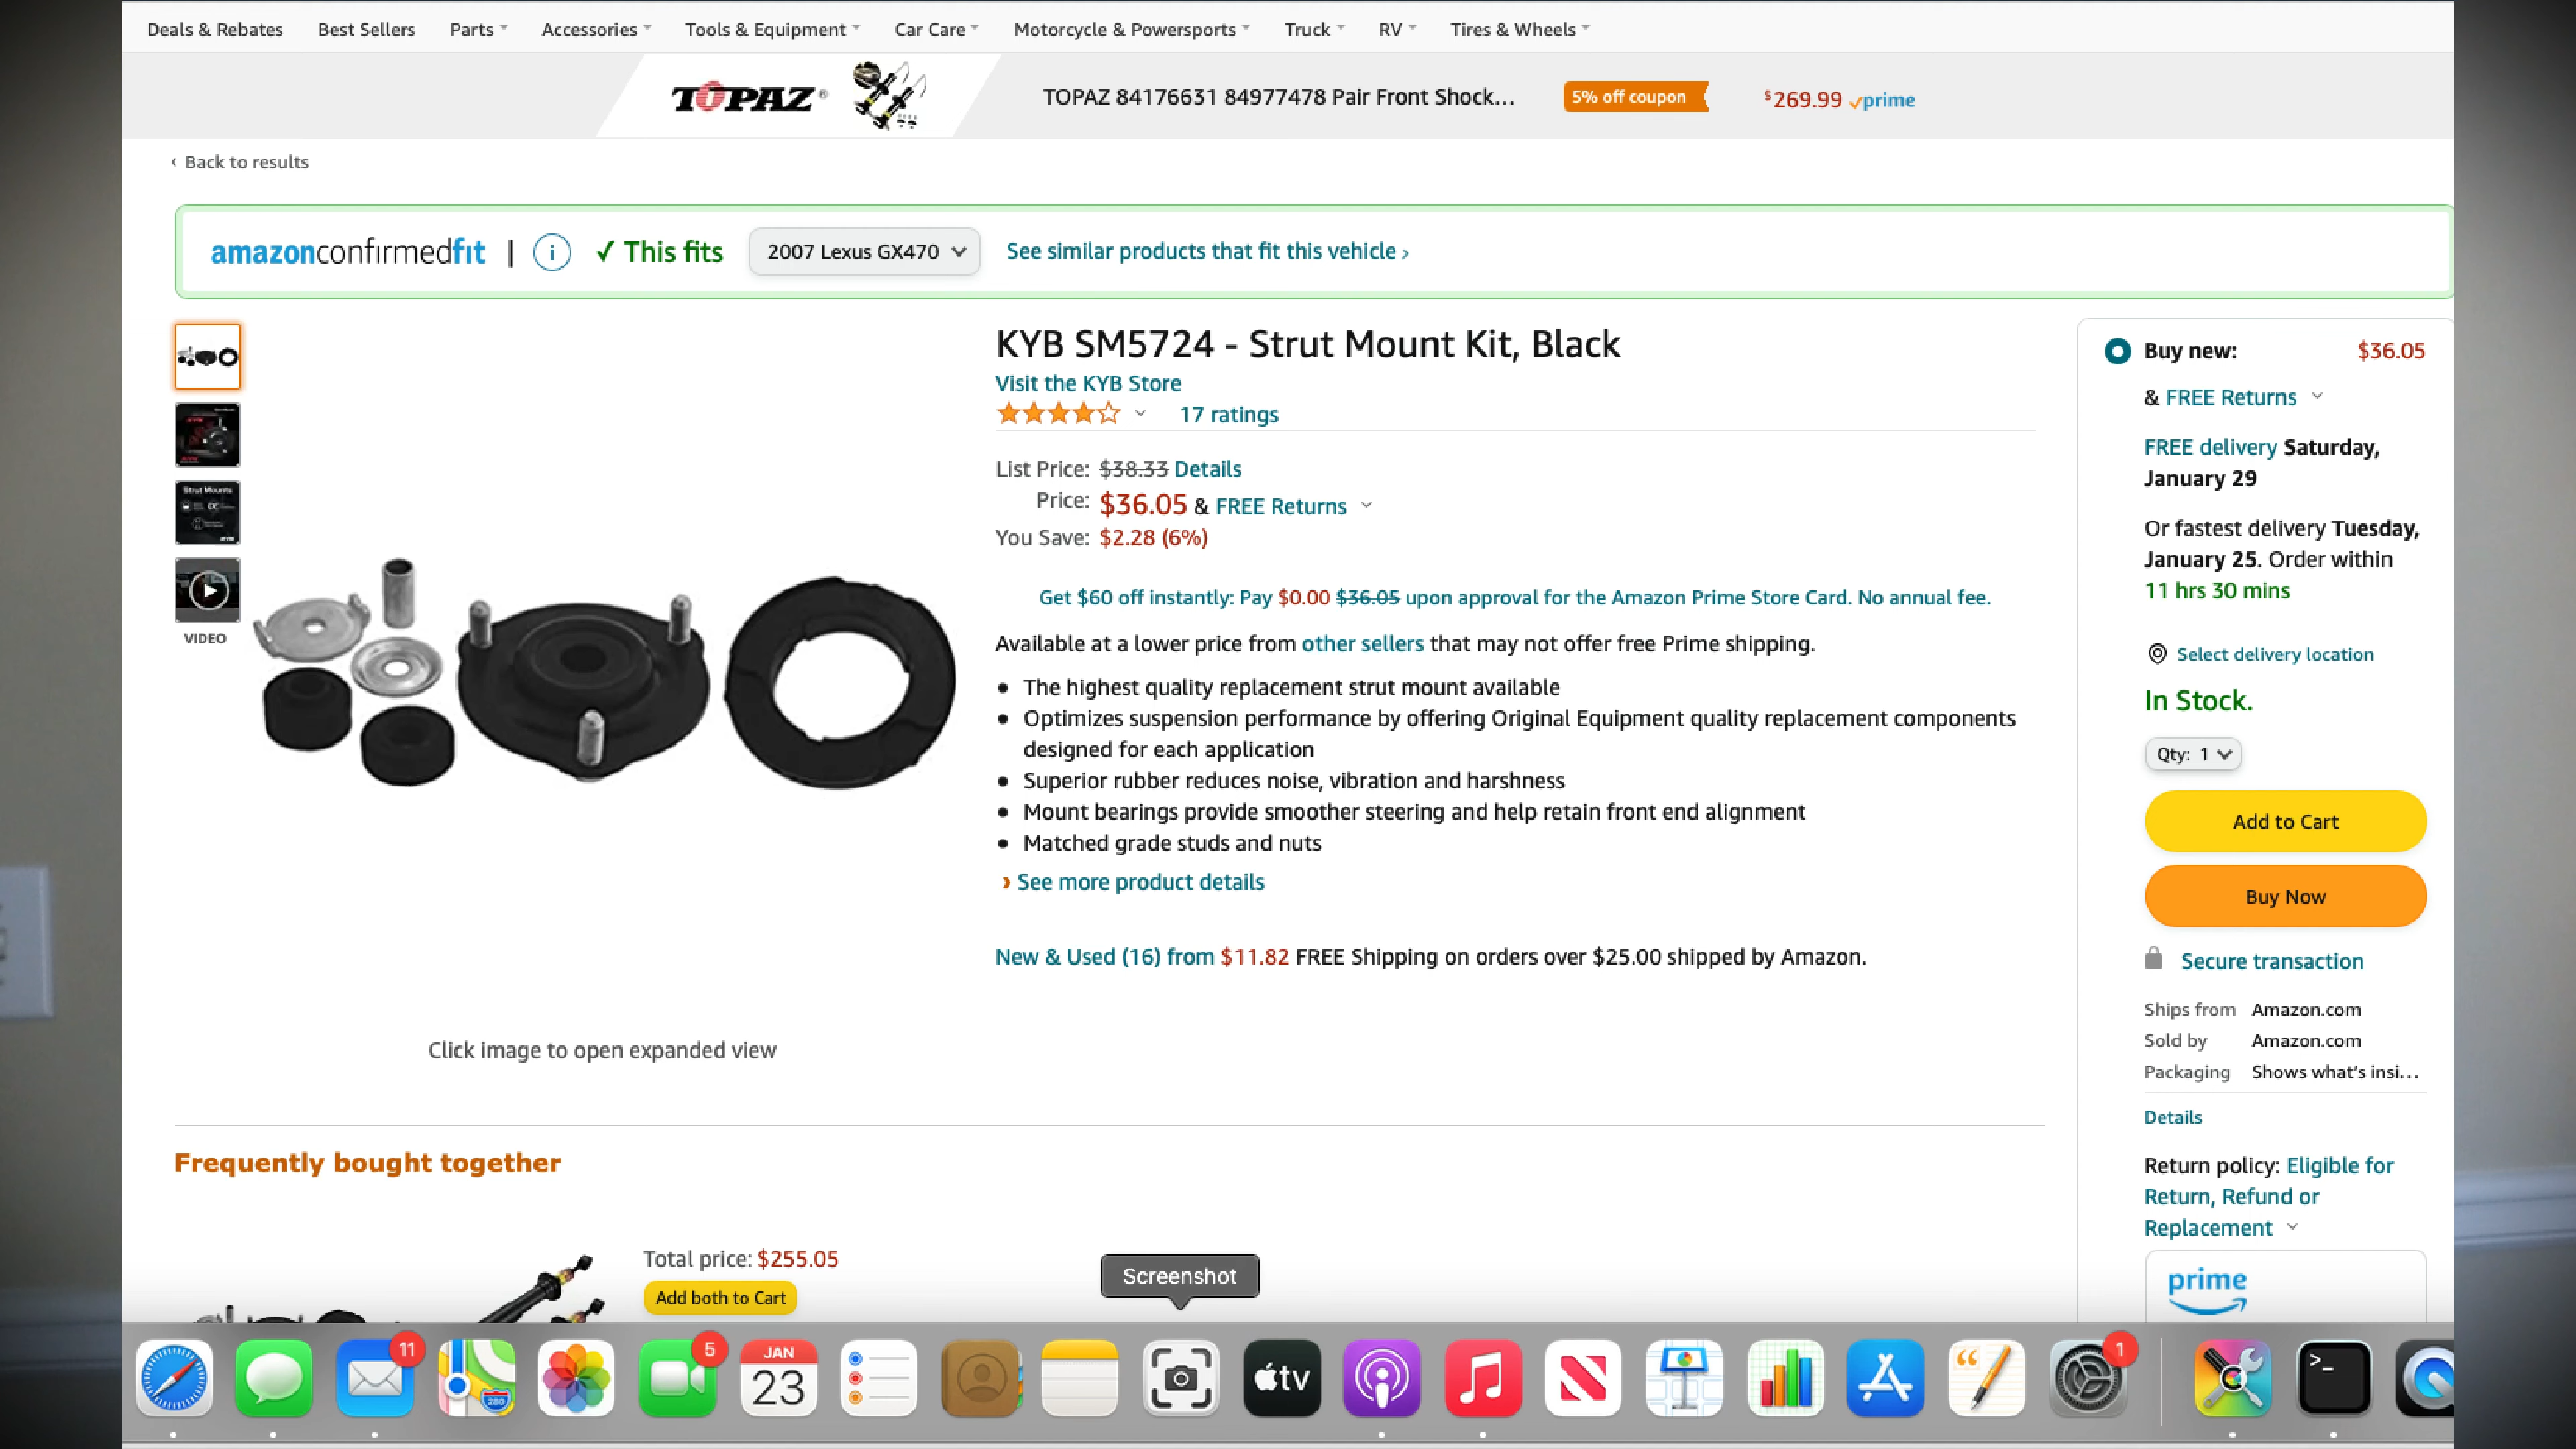 Deals & Rebates Best Sellers Parts Accessories Tools & Equipment Car Care Motorcycle & Powersports Truck RV Tires & Wheels
TOPAZ® TOPAZ 84176631 84977478 Pair Front Shock... 5% off coupon $269.99 prime
‹ Back to results
amazonconfirmedfit | i ✓ This fits 2007 Lexus GX470 See similar products that fit this vehicle ›
KYB SM5724 - Strut Mount Kit, Black
Visit the KYB Store
17 ratings
List Price: $38.33 Details
Price: $36.05 & FREE Returns
You Save: $2.28 (6%)
Get $60 off instantly: Pay $0.00 $36.05 upon approval for the Amazon Prime Store Card. No annual fee.
Available at a lower price from other sellers that may not offer free Prime shipping.
• The highest quality replacement strut mount available
• Optimizes suspension performance by offering Original Equipment quality replacement components
designed for each application
• Superior rubber reduces noise, vibration and harshness
• Mount bearings provide smoother steering and help retain front end alignment
• Matched grade studs and nuts
› See more product details
New & Used (16) from $11.82 FREE Shipping on orders over $25.00 shipped by Amazon.
Strut Mounts
VIDEO
Click image to open expanded view
Buy new: $36.05
& FREE Returns
FREE delivery Saturday,
January 29
Or fastest delivery Tuesday,
January 25. Order within
11 hrs 30 mins
Select delivery location
In Stock.
Qty: 1
Add to Cart
Buy Now
Secure transaction
Ships from Amazon.com
Sold by Amazon.com
Packaging Shows what's insi...
Details
Return policy: Eligible for
Return, Refund or
Replacement
prime
Frequently bought together
Total price: $255.05
Add both to Cart
Screenshot
11
280
5
JAN
23
tv
1
>_